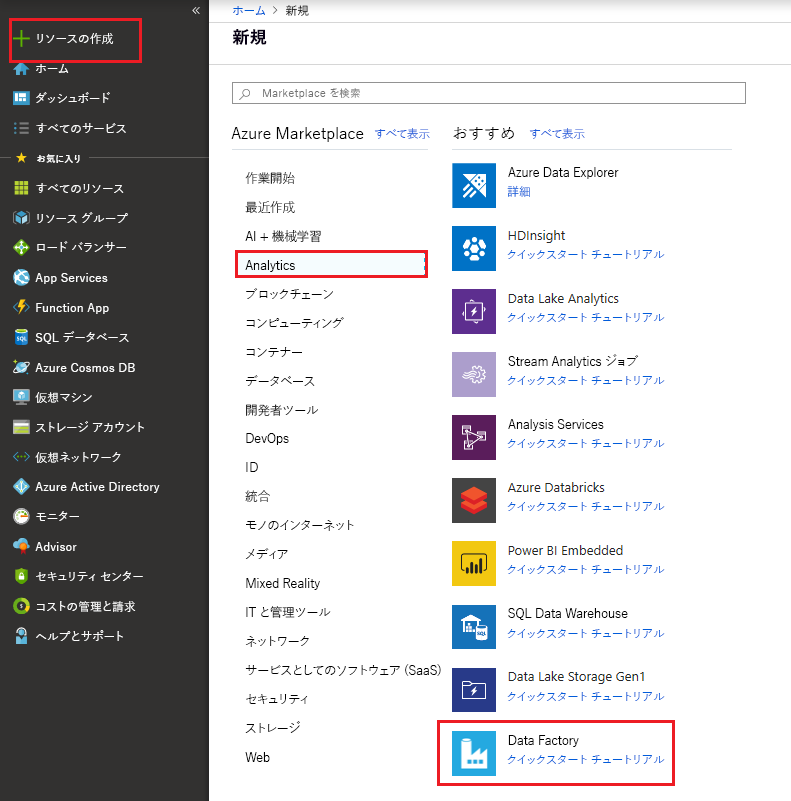 «
リソースの作成
ホーム
ダッシュボード
すべてのサービス
お気に入り
すべてのリソース
リソース グループ
ロード バランサー
App Services
Function App
SQL データベース
Azure Cosmos DB
仮想マシン
ストレージ アカウント
仮想ネットワーク
Azure Active Directory
モニター
Advisor
セキュリティ センター
コストの管理と請求
ヘルプとサポート
ホーム > 新規
新規
Marketplace を検索
Azure Marketplace すべて表示
作業開始
最近作成
AI + 機械学習
Analytics
ブロックチェーン
コンピューティング
コンテナー
データベース
開発者ツール
DevOps
ID
統合
モノのインターネット
メディア
Mixed Reality
IT と管理ツール
ネットワーク
サービスとしてのソフトウェア (SaaS)
セキュリティ
ストレージ
Web
おすすめ すべて表示
Azure Data Explorer
詳細
HDInsight
クイックスタート チュートリアル
Data Lake Analytics
クイックスタート チュートリアル
Stream Analytics ジョブ
クイックスタート チュートリアル
Analysis Services
クイックスタート チュートリアル
Azure Databricks
クイックスタート チュートリアル
Power BI Embedded
クイックスタート チュートリアル
SQL Data Warehouse
クイックスタート チュートリアル
Data Lake Storage Gen1
クイックスタート チュートリアル
Data Factory
クイックスタート チュートリアル